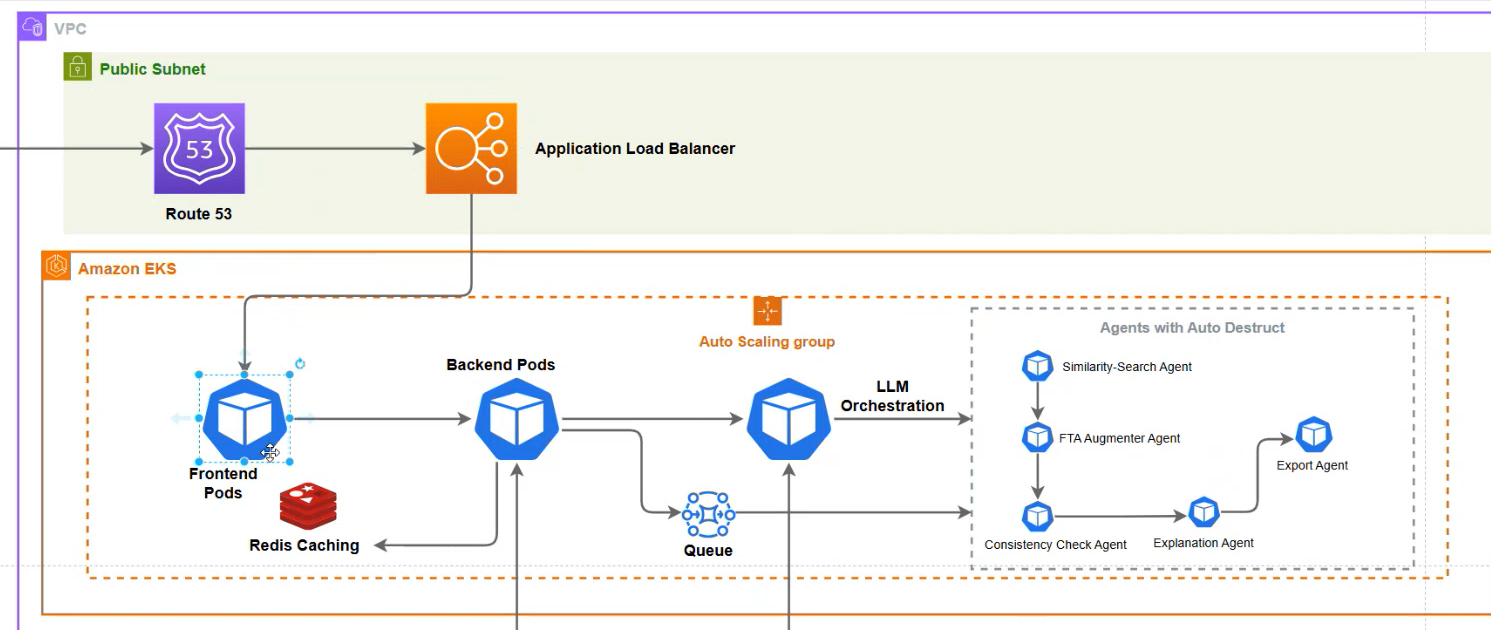 VPC
Public Subnet
53
Application Load Balancer
Route 53
Amazon EKS
K
Auto Scaling group
Agents with Auto Destruct
Backend Pods
Similarity-Search Agent
LLM
Orchestration
FTA Augmenter Agent
Export Agent
Frontend
Pods
Redis Caching
Queue
Consistency Check Agent
Explanation Agent